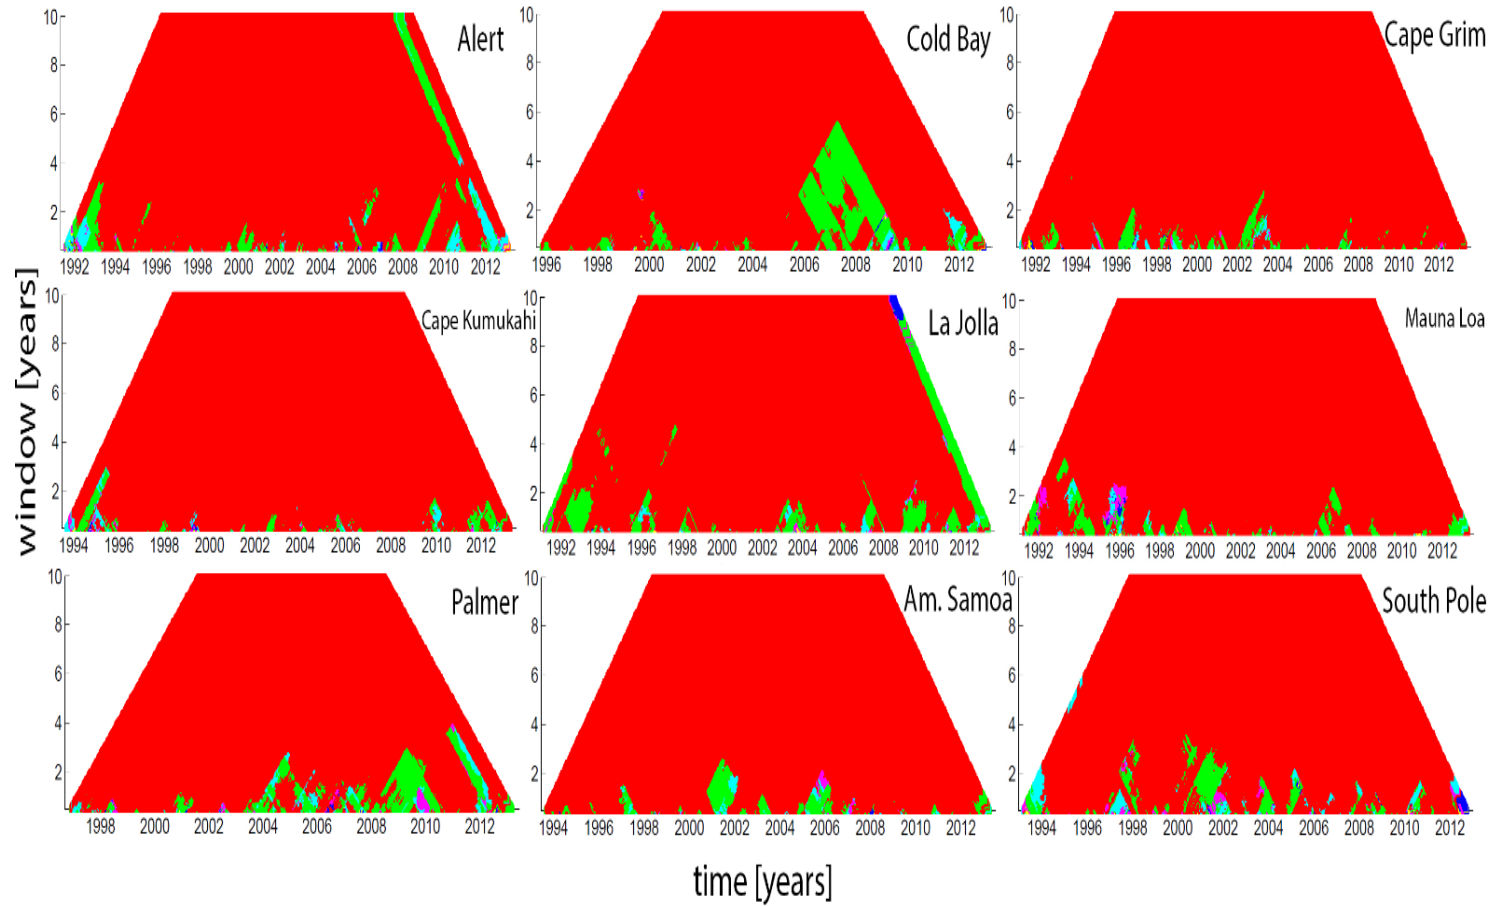 10 Alert 10 Cold Bay 10 Cape Grim
8 8 8
6 6 6
4 4 4
2 2 2
1992 1994 1996 1998 2000 2002 2004 2006 2008 2010 2012
1996 1998 2000 2002 2004 2006 2008 2010 2012
1992 1994 1996 1998 2000 2002 2004 2006 2008 2010 2012
window [years]
10 Cape Kumukahi 10 La Jolla 10 Mauna Loa
8 8 8
6 6 6
4 4 4
2 2 2
1994 1996 1998 2000 2002 2004 2006 2008 2010 2012
1992 1994 1996 1998 2000 2002 2004 2006 2008 2010 2012
1992 1994 1996 1998 2000 2002 2004 2006 2008 2010 2012
10 Palmer 10 Am. Samoa 10 South Pole
8 8 8
6 6 6
4 4 4
2 2 2
1998 2000 2002 2004 2006 2008 2010 2012
1994 1996 1998 2000 2002 2004 2006 2008 2010 2012
1994 1996 1998 2000 2002 2004 2006 2008 2010 2012
time [years]